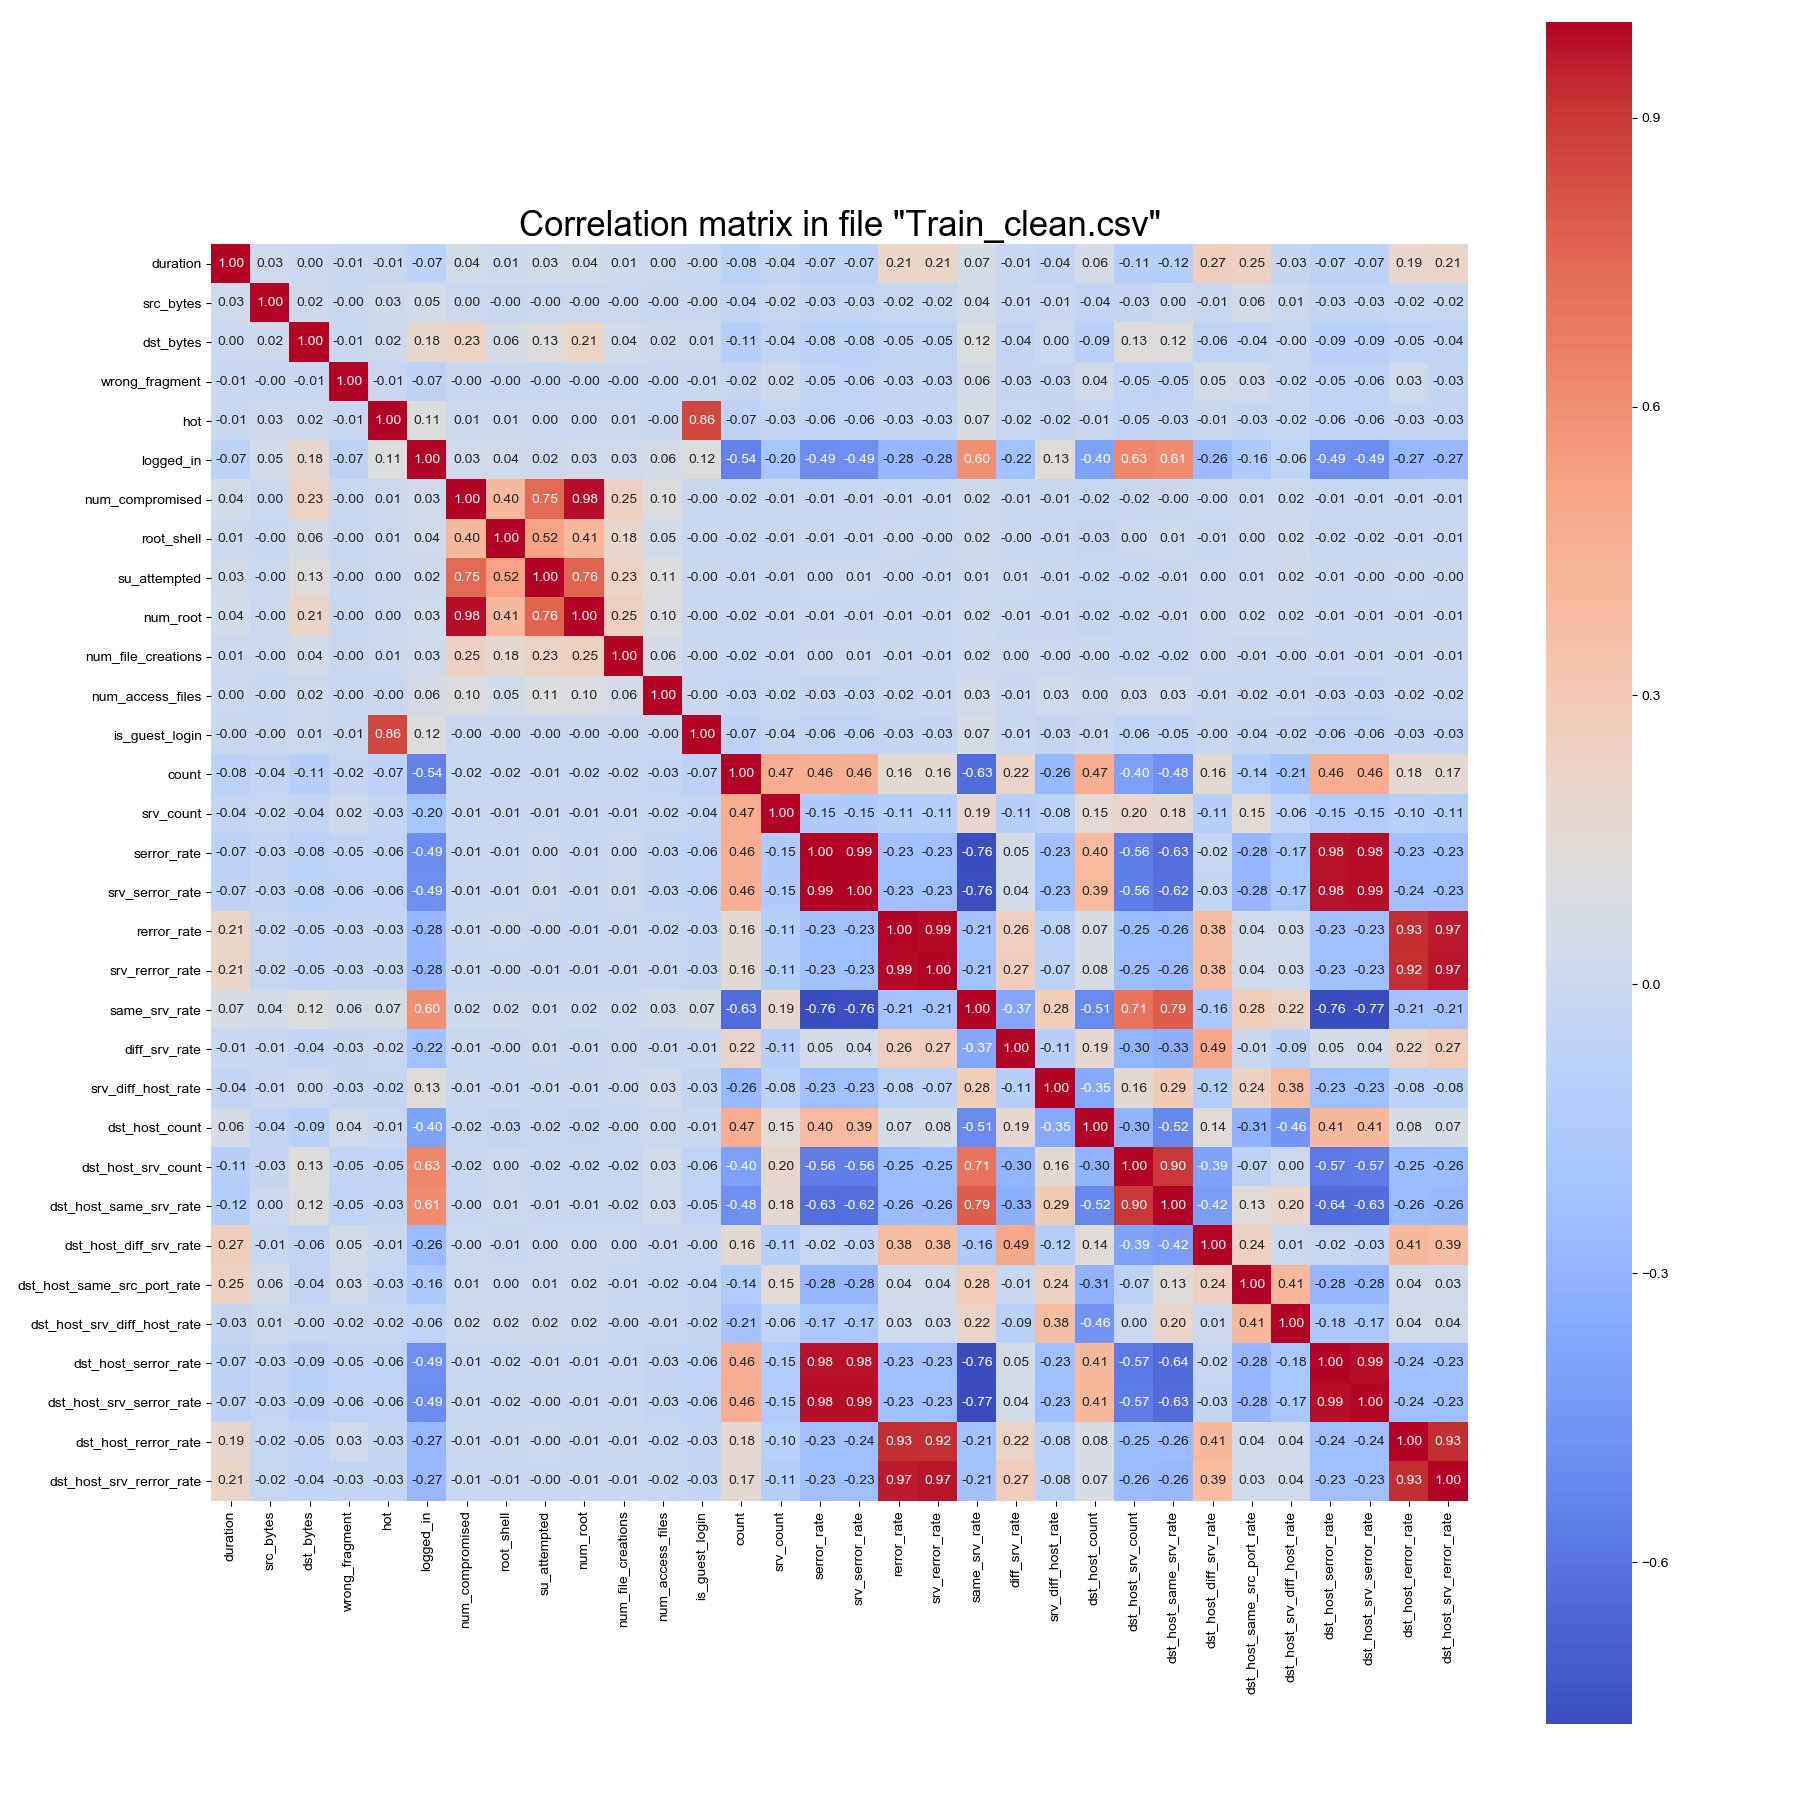 Correlation matrix in file "Train_clean.csv"
duration 1.00 0.03 0.00 -0.01 -0.01 -0.07 0.04 0.01 0.03 0.04 0.01 0.00 -0.00 -0.08 -0.04 -0.07 -0.07 0.21 0.21 0.07 -0.01 -0.04 0.06 -0.11 -0.12 0.27 0.25 -0.03 -0.07 -0.07 0.19 0.21
src_bytes 0.03 1.00 0.02 -0.00 0.03 0.05 0.00 -0.00 -0.00 -0.00 -0.00 -0.00 -0.00 -0.04 -0.02 -0.03 -0.03 -0.02 -0.02 0.04 -0.01 -0.01 -0.04 -0.03 0.00 -0.01 0.06 0.01 -0.03 -0.03 -0.02 -0.02
dst_bytes 0.00 0.02 1.00 -0.01 0.02 0.18 0.23 0.06 0.13 0.21 0.04 0.02 0.01 -0.11 -0.04 -0.08 -0.08 -0.05 -0.05 0.12 -0.04 0.00 -0.09 0.13 0.12 -0.06 -0.04 -0.00 -0.09 -0.09 -0.05 -0.04
wrong_fragment -0.01 -0.00 -0.01 1.00 -0.01 -0.07 -0.00 -0.00 -0.00 -0.00 -0.00 -0.00 -0.01 -0.02 0.02 -0.05 -0.06 -0.03 -0.03 0.06 -0.03 -0.03 0.04 -0.05 -0.05 0.05 0.03 -0.02 -0.05 -0.06 0.03 -0.03
hot -0.01 0.03 0.02 -0.01 1.00 0.11 0.01 0.01 0.00 0.00 0.01 -0.00 0.86 -0.07 -0.03 -0.06 -0.06 -0.03 -0.03 0.07 -0.02 -0.02 -0.01 -0.05 -0.03 -0.01 -0.03 -0.02 -0.06 -0.06 -0.03 -0.03
logged_in -0.07 0.05 0.18 -0.07 0.11 1.00 0.03 0.04 0.02 0.03 0.03 0.06 0.12 -0.54 -0.20 -0.49 -0.49 -0.28 -0.28 0.60 -0.22 0.13 -0.40 0.63 0.61 -0.26 -0.16 -0.06 -0.49 -0.49 -0.27 -0.27
num_compromised 0.04 0.00 0.23 -0.00 0.01 0.03 1.00 0.40 0.75 0.98 0.25 0.10 -0.00 -0.02 -0.01 -0.01 -0.01 -0.01 -0.01 0.02 -0.01 -0.01 -0.02 -0.02 -0.00 -0.00 0.01 0.02 -0.01 -0.01 -0.01 -0.01
root_shell 0.01 -0.00 0.06 -0.00 0.01 0.04 0.40 1.00 0.52 0.41 0.18 0.05 -0.00 -0.02 -0.01 -0.01 -0.01 -0.00 -0.00 0.02 -0.00 -0.01 -0.03 0.00 0.01 -0.01 0.00 0.02 -0.02 -0.02 -0.01 -0.01
su_attempted 0.03 -0.00 0.13 -0.00 0.00 0.02 0.75 0.52 1.00 0.76 0.23 0.11 -0.00 -0.01 -0.01 0.00 0.01 -0.00 -0.01 0.01 0.01 -0.01 -0.02 -0.02 -0.01 0.00 0.01 0.02 -0.01 -0.00 -0.00 -0.00
num_root 0.04 -0.00 0.21 -0.00 0.00 0.03 0.98 0.41 0.76 1.00 0.25 0.10 -0.00 -0.02 -0.01 -0.01 -0.01 -0.01 -0.01 0.02 -0.01 -0.01 -0.02 -0.02 -0.01 0.00 0.02 0.02 -0.01 -0.01 -0.01 -0.01
num_file_creations 0.01 -0.00 0.04 -0.00 0.01 0.03 0.25 0.18 0.23 0.25 1.00 0.06 -0.00 -0.02 -0.01 0.00 0.01 -0.01 -0.01 0.02 0.00 -0.00 -0.00 -0.02 -0.02 0.00 -0.01 -0.00 -0.01 -0.01 -0.01 -0.01
num_access_files 0.00 -0.00 0.02 -0.00 -0.00 0.06 0.10 0.05 0.11 0.10 0.06 1.00 -0.00 -0.03 -0.02 -0.03 -0.03 -0.02 -0.01 0.03 -0.01 0.03 0.00 0.03 0.03 -0.01 -0.02 -0.01 -0.03 -0.03 -0.02 -0.02
is_guest_login -0.00 -0.00 0.01 -0.01 0.86 0.12 -0.00 -0.00 -0.00 -0.00 -0.00 -0.00 1.00 -0.07 -0.04 -0.06 -0.06 -0.03 -0.03 0.07 -0.01 -0.03 -0.01 -0.06 -0.05 -0.00 -0.04 -0.02 -0.06 -0.06 -0.03 -0.03
count -0.08 -0.04 -0.11 -0.02 -0.07 -0.54 -0.02 -0.02 -0.01 -0.02 -0.02 -0.03 -0.07 1.00 0.47 0.46 0.46 0.16 0.16 -0.63 0.22 -0.26 0.47 -0.40 -0.48 0.16 -0.14 -0.21 0.46 0.46 0.18 0.17
srv_count -0.04 -0.02 -0.04 0.02 -0.03 -0.20 -0.01 -0.01 -0.01 -0.01 -0.01 -0.02 -0.04 0.47 1.00 -0.15 -0.15 -0.11 -0.11 0.19 -0.11 -0.08 0.15 0.20 0.18 -0.11 0.15 -0.06 -0.15 -0.15 -0.10 -0.11
serror_rate -0.07 -0.03 -0.08 -0.05 -0.06 -0.49 -0.01 -0.01 0.00 -0.01 0.00 -0.03 -0.06 0.46 -0.15 1.00 0.99 -0.23 -0.23 -0.76 0.05 -0.23 0.40 -0.56 -0.63 -0.02 -0.28 -0.17 0.98 0.98 -0.23 -0.23
srv_serror_rate -0.07 -0.03 -0.08 -0.06 -0.06 -0.49 -0.01 -0.01 0.01 -0.01 0.01 -0.03 -0.06 0.46 -0.15 0.99 1.00 -0.23 -0.23 -0.76 0.04 -0.23 0.39 -0.56 -0.62 -0.03 -0.28 -0.17 0.98 0.99 -0.24 -0.23
rerror_rate 0.21 -0.02 -0.05 -0.03 -0.03 -0.28 -0.01 -0.00 -0.00 -0.01 -0.01 -0.02 -0.03 0.16 -0.11 -0.23 -0.23 1.00 0.99 -0.21 0.26 -0.08 0.07 -0.25 -0.26 0.38 0.04 0.03 -0.23 -0.23 0.93 0.97
srv_rerror_rate 0.21 -0.02 -0.05 -0.03 -0.03 -0.28 -0.01 -0.00 -0.01 -0.01 -0.01 -0.01 -0.03 0.16 -0.11 -0.23 -0.23 0.99 1.00 -0.21 0.27 -0.07 0.08 -0.25 -0.26 0.38 0.04 0.03 -0.23 -0.23 0.92 0.97
same_srv_rate 0.07 0.04 0.12 0.06 0.07 0.60 0.02 0.02 0.01 0.02 0.02 0.03 0.07 -0.63 0.19 -0.76 -0.76 -0.21 -0.21 1.00 -0.37 0.28 -0.51 0.71 0.79 -0.16 0.28 0.22 -0.76 -0.77 -0.21 -0.21
diff_srv_rate -0.01 -0.01 -0.04 -0.03 -0.02 -0.22 -0.01 -0.00 0.01 -0.01 0.00 -0.01 -0.01 0.22 -0.11 0.05 0.04 0.26 0.27 -0.37 1.00 -0.11 0.19 -0.30 -0.33 0.49 -0.01 -0.09 0.05 0.04 0.22 0.27
srv_diff_host_rate -0.04 -0.01 0.00 -0.03 -0.02 0.13 -0.01 -0.01 -0.01 -0.01 -0.00 0.03 -0.03 -0.26 -0.08 -0.23 -0.23 -0.08 -0.07 0.28 -0.11 1.00 -0.35 0.16 0.29 -0.12 0.24 0.38 -0.23 -0.23 -0.08 -0.08
dst_host_count 0.06 -0.04 -0.09 0.04 -0.01 -0.40 -0.02 -0.03 -0.02 -0.02 -0.00 0.00 -0.01 0.47 0.15 0.40 0.39 0.07 0.08 -0.51 0.19 -0.35 1.00 -0.30 -0.52 0.14 -0.31 -0.46 0.41 0.41 0.08 0.07
dst_host_srv_count -0.11 -0.03 0.13 -0.05 -0.05 0.63 -0.02 0.00 -0.02 -0.02 -0.02 0.03 -0.06 -0.40 0.20 -0.56 -0.56 -0.25 -0.25 0.71 -0.30 0.16 -0.30 1.00 0.90 -0.39 -0.07 0.00 -0.57 -0.57 -0.25 -0.26
dst_host_same_srv_rate -0.12 0.00 0.12 -0.05 -0.03 0.61 -0.00 0.01 -0.01 -0.01 -0.02 0.03 -0.05 -0.48 0.18 -0.63 -0.62 -0.26 -0.26 0.79 -0.33 0.29 -0.52 0.90 1.00 -0.42 0.13 0.20 -0.64 -0.63 -0.26 -0.26
dst_host_diff_srv_rate 0.27 -0.01 -0.06 0.05 -0.01 -0.26 -0.00 -0.01 0.00 0.00 0.00 -0.01 -0.00 0.16 -0.11 -0.02 -0.03 0.38 0.38 -0.16 0.49 -0.12 0.14 -0.39 -0.42 1.00 0.24 0.01 -0.02 -0.03 0.41 0.39
dst_host_same_src_port_rate 0.25 0.06 -0.04 0.03 -0.03 -0.16 0.01 0.00 0.01 0.02 -0.01 -0.02 -0.04 -0.14 0.15 -0.28 -0.28 0.04 0.04 0.28 -0.01 0.24 -0.31 -0.07 0.13 0.24 1.00 0.41 -0.28 -0.28 0.04 0.03
dst_host_srv_diff_host_rate -0.03 0.01 -0.00 -0.02 -0.02 -0.06 0.02 0.02 0.02 0.02 -0.00 -0.01 -0.02 -0.21 -0.06 -0.17 -0.17 0.03 0.03 0.22 -0.09 0.38 -0.46 0.00 0.20 0.01 0.41 1.00 -0.18 -0.17 0.04 0.04
dst_host_serror_rate -0.07 -0.03 -0.09 -0.05 -0.06 -0.49 -0.01 -0.02 -0.01 -0.01 -0.01 -0.03 -0.06 0.46 -0.15 0.98 0.98 -0.23 -0.23 -0.76 0.05 -0.23 0.41 -0.57 -0.64 -0.02 -0.28 -0.18 1.00 0.99 -0.24 -0.23
dst_host_srv_serror_rate -0.07 -0.03 -0.09 -0.06 -0.06 -0.49 -0.01 -0.02 -0.00 -0.01 -0.01 -0.03 -0.06 0.46 -0.15 0.98 0.99 -0.23 -0.23 -0.77 0.04 -0.23 0.41 -0.57 -0.63 -0.03 -0.28 -0.17 0.99 1.00 -0.24 -0.23
dst_host_rerror_rate 0.19 -0.02 -0.05 0.03 -0.03 -0.27 -0.01 -0.01 -0.00 -0.01 -0.01 -0.02 -0.03 0.18 -0.10 -0.23 -0.24 0.93 0.92 -0.21 0.22 -0.08 0.08 -0.25 -0.26 0.41 0.04 0.04 -0.24 -0.24 1.00 0.93
dst_host_srv_rerror_rate 0.21 -0.02 -0.04 -0.03 -0.03 -0.27 -0.01 -0.01 -0.00 -0.01 -0.01 -0.02 -0.03 0.17 -0.11 -0.23 -0.23 0.97 0.97 -0.21 0.27 -0.08 0.07 -0.26 -0.26 0.39 0.03 0.04 -0.23 -0.23 0.93 1.00
duration
src_bytes
dst_bytes
wrong_fragment
hot
logged_in
num_compromised
root_shell
su_attempted
num_root
num_file_creations
num_access_files
is_guest_login
count
srv_count
serror_rate
srv_serror_rate
rerror_rate
srv_rerror_rate
same_srv_rate
diff_srv_rate
srv_diff_host_rate
dst_host_count
dst_host_srv_count
dst_host_same_srv_rate
dst_host_diff_srv_rate
dst_host_same_src_port_rate
dst_host_srv_diff_host_rate
dst_host_serror_rate
dst_host_srv_serror_rate
dst_host_rerror_rate
dst_host_srv_rerror_rate
0.9
0.6
0.3
0.0
−0.3
−0.6